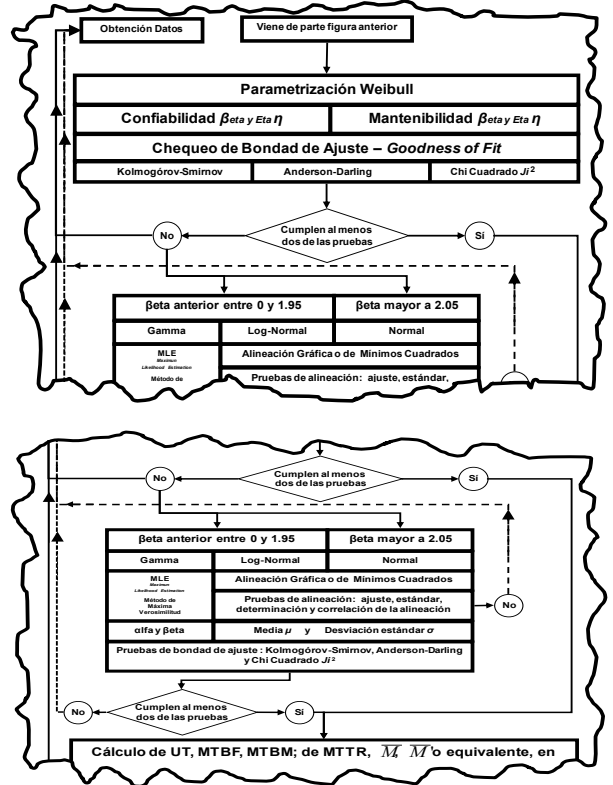 Obtención Datos
Viene de parte figura anterior
Parametrización Weibull
Confiabilidad βeta y Eta η
Mantenibilidad βeta y Eta η
Chequeo de Bondad de Ajuste – Goodness of Fit
Kolmogórov-Smirnov
Anderson-Darling
Chi Cuadrado Ji²
No
Cumplen al menos
dos de las pruebas
Sí
βeta anterior entre 0 y 1.95
βeta mayor a 2.05
Gamma
Log-Normal
Normal
MLE
Maximun
Likelihood Estimation
Método de
Alineación Gráfica o de Mínimos Cuadrados
Pruebas de alineación: ajuste, estándar,
No
Cumplen al menos
dos de las pruebas
Sí
βeta anterior entre 0 y 1.95
βeta mayor a 2.05
Gamma
Log-Normal
Normal
MLE
Maximun
Likelihood Estimation
Método de
Máxima
Verosimilitud
Alineación Gráfica o de Mínimos Cuadrados
Pruebas de alineación: ajuste, estándar,
determinación y correlación de la alineación
No
αlfa y βeta
Media μ y Desviación estándar σ
Pruebas de bondad de ajuste : Kolmogórov-Smirnov, Anderson-Darling
y Chi Cuadrado Ji²
No
Cumplen al menos
dos de las pruebas
Sí
Cálculo de UT, MTBF, MTBM; de MTTR, M̅, M̅' o equivalente, en